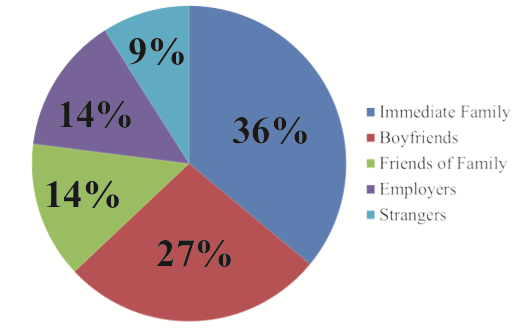 9%
36%
14%
14%
27%
Immediate Family
Boyfriends
Friends of Family
Employers
Strangers